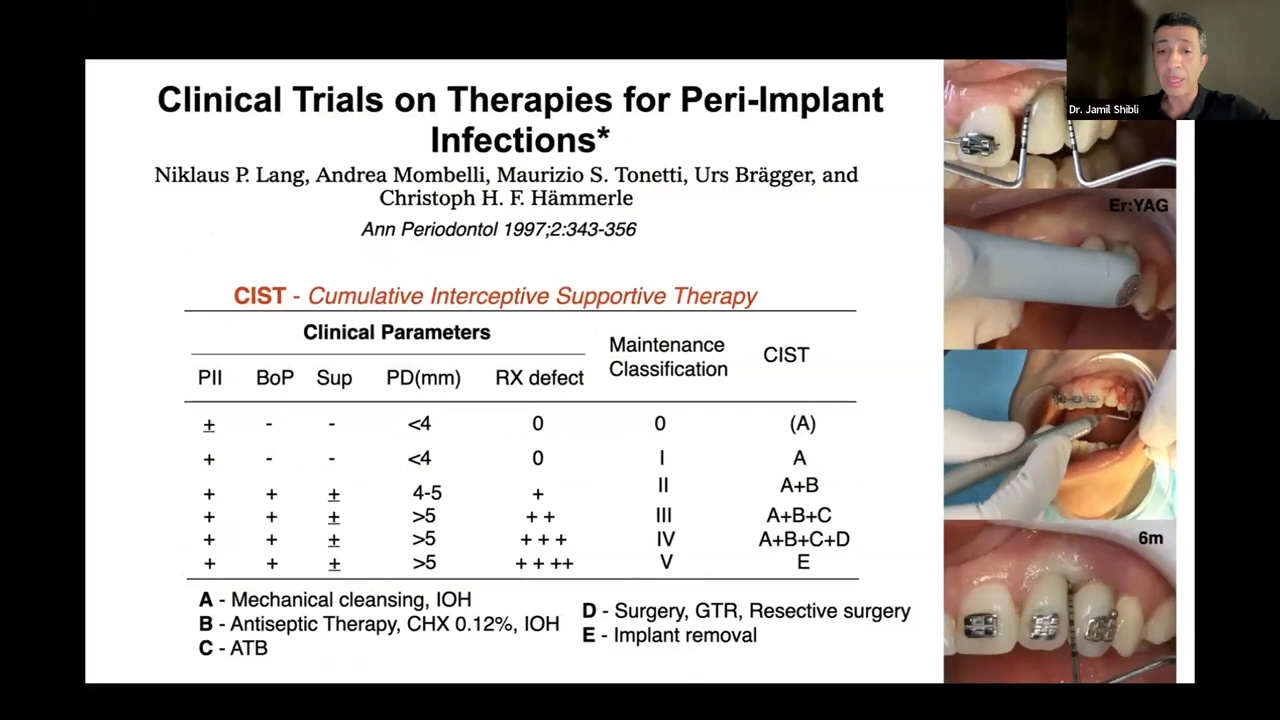 Clinical Trials on Therapies for Peri-Implant
Infections*
Niklaus P. Lang, Andrea Mombelli, Maurizio S. Tonetti, Urs Brägger, and
Christoph H. F. Hämmerle
Ann Periodontol 1997;2:343-356
CIST - Cumulative Interceptive Supportive Therapy
Clinical Parameters
Maintenance
Classification
CIST
PlI BoP Sup PD(mm) RX defect
± - - <4 0 0 (A)
+ - - <4 0 I A
+ + ± 4-5 + II A+B
+ + ± >5 + + III A+B+C
+ + ± >5 + + + IV A+B+C+D
+ + ± >5 + + ++ V E
A - Mechanical cleansing, IOH
B - Antiseptic Therapy, CHX 0.12%, IOH
C - ATB
D - Surgery, GTR, Resective surgery
E - Implant removal
Dr. Jamil Shibli
Er:YAG
6m